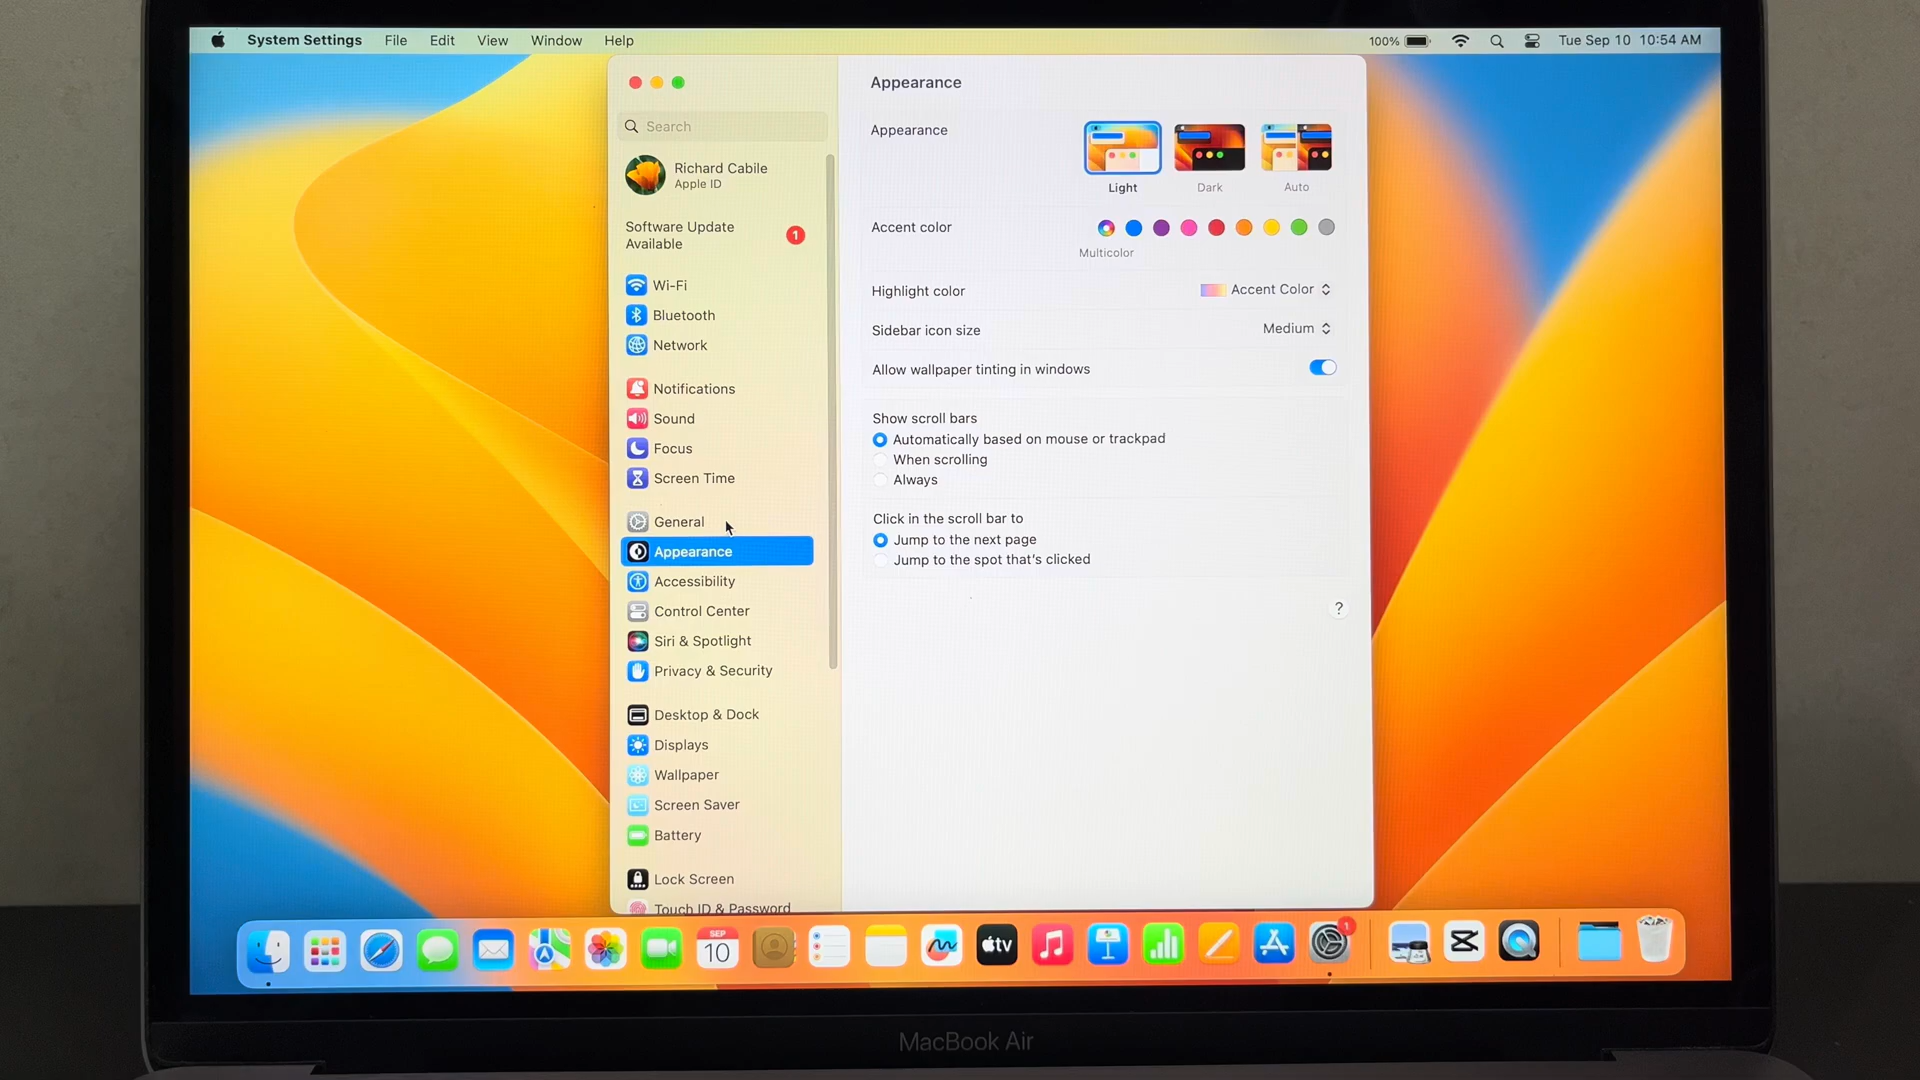 System Settings File Edit View Window Help 100% Tue Sep 10 10:54 AM
Appearance
Search
Richard Cabile
Apple ID
Software Update
Available
1
Wi-Fi
Bluetooth
Network
Notifications
Sound
Focus
Screen Time
General
Appearance
Accessibility
Control Center
Siri & Spotlight
Privacy & Security
Desktop & Dock
Displays
Wallpaper
Screen Saver
Battery
Lock Screen
Touch ID & Password
Appearance
Light Dark Auto
Accent color
Multicolor
Highlight color Accent Color
Sidebar icon size Medium
Allow wallpaper tinting in windows
Show scroll bars
Automatically based on mouse or trackpad
When scrolling
Always
Click in the scroll bar to
Jump to the next page
Jump to the spot that's clicked
?
SEP
10
tv
1
MacBook Air